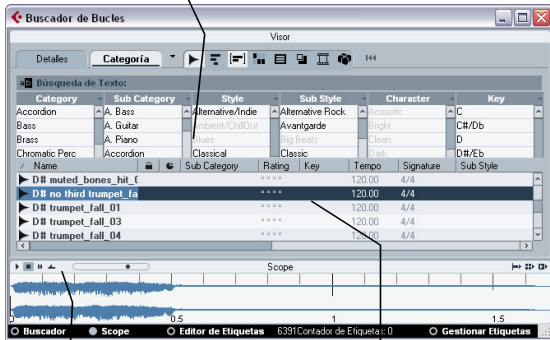 Buscador de Bucles
Visor
Detalles Categoría
Búsqueda de Texto:
Category Sub Category Style Sub Style Character Key
Accordion A. Bass Alternative/Indie Alternative Rock Acoustic C
Bass A. Guitar Ambient/ChillOut Avantgarde Bright C#/Db
Brass A. Piano Blues Big Beats Clean D
Chromatic Perc Accordion Classical Classic Dark D#/Eb
Name Sub Category Rating Key Tempo Signature Sub Style
D# muted_bones_hit_( 120.00 4/4
D# no third trumpet_fa 120.00 4/4
D# trumpet_fall_01 120.00 4/4
D# trumpet_fall_03 120.00 4/4
D# trumpet_fall_04 120.00 4/4
Scope
0.5 1 1.5
Buscador Scope Editor de Etiquetas 6391 Contador de Etiquetas: 0 Gestionar Etiquetas